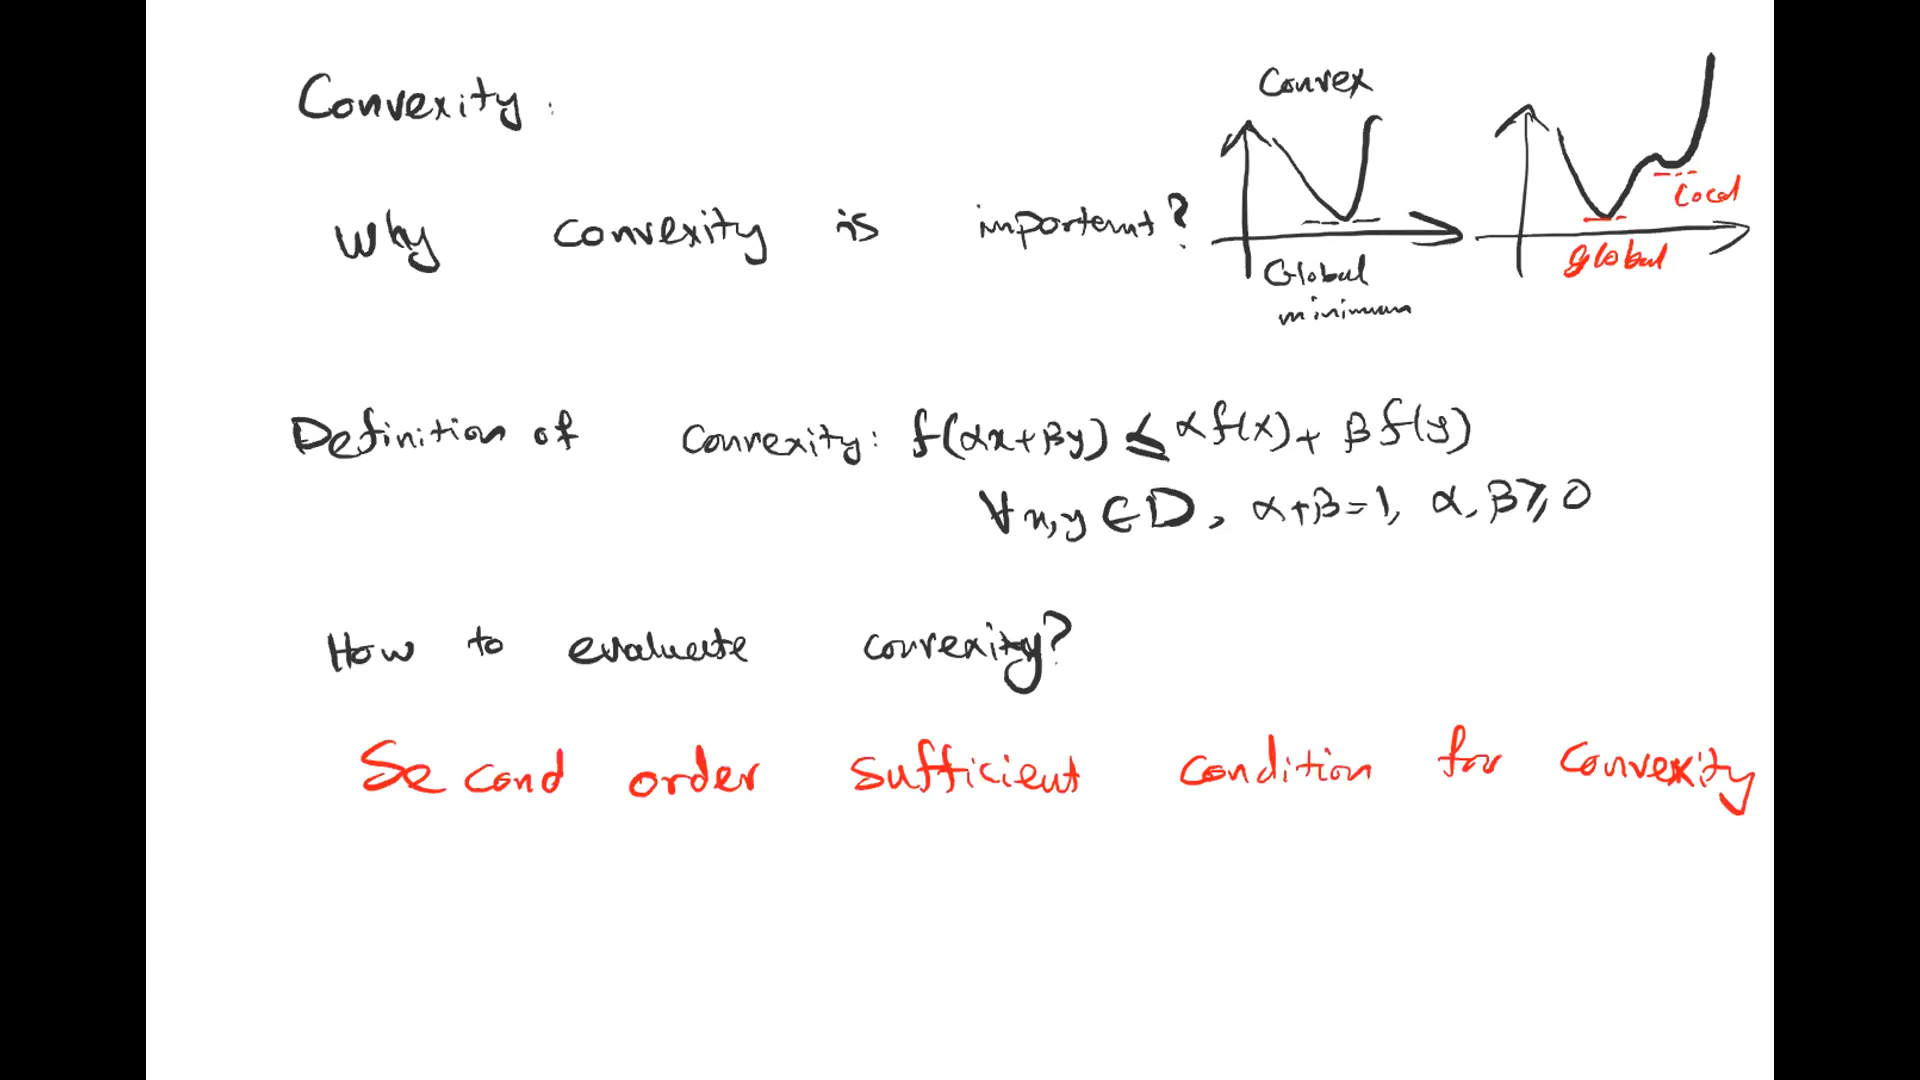 Convexity:
Convex
Why convexity is important?
Local
Global
minimum
global
Definition of Convexity: f(αx+βy) ≤ αf(x) + βf(y)
∀x,y ∈ D, α+β=1, α, β ≥ 0
How to evaluate convexity?
Second order sufficient condition for convexity